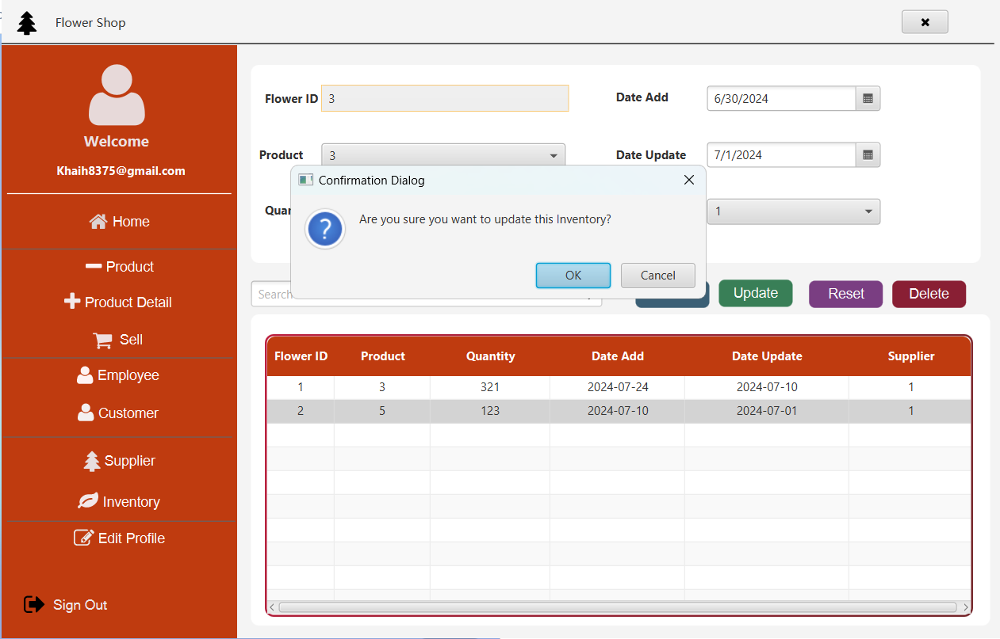 Flower Shop
Welcome
Khaih8375@gmail.com
Home
Product
Product Detail
Sell
Employee
Customer
Supplier
Inventory
Edit Profile
Sign Out
Flower ID 3 Date Add 6/30/2024
Product 3 Date Update 7/1/2024
1
Confirmation Dialog
Are you sure you want to update this Inventory?
OK Cancel
Search Update Reset Delete
Flower ID Product Quantity Date Add Date Update Supplier
1 3 321 2024-07-24 2024-07-10 1
2 5 123 2024-07-10 2024-07-01 1